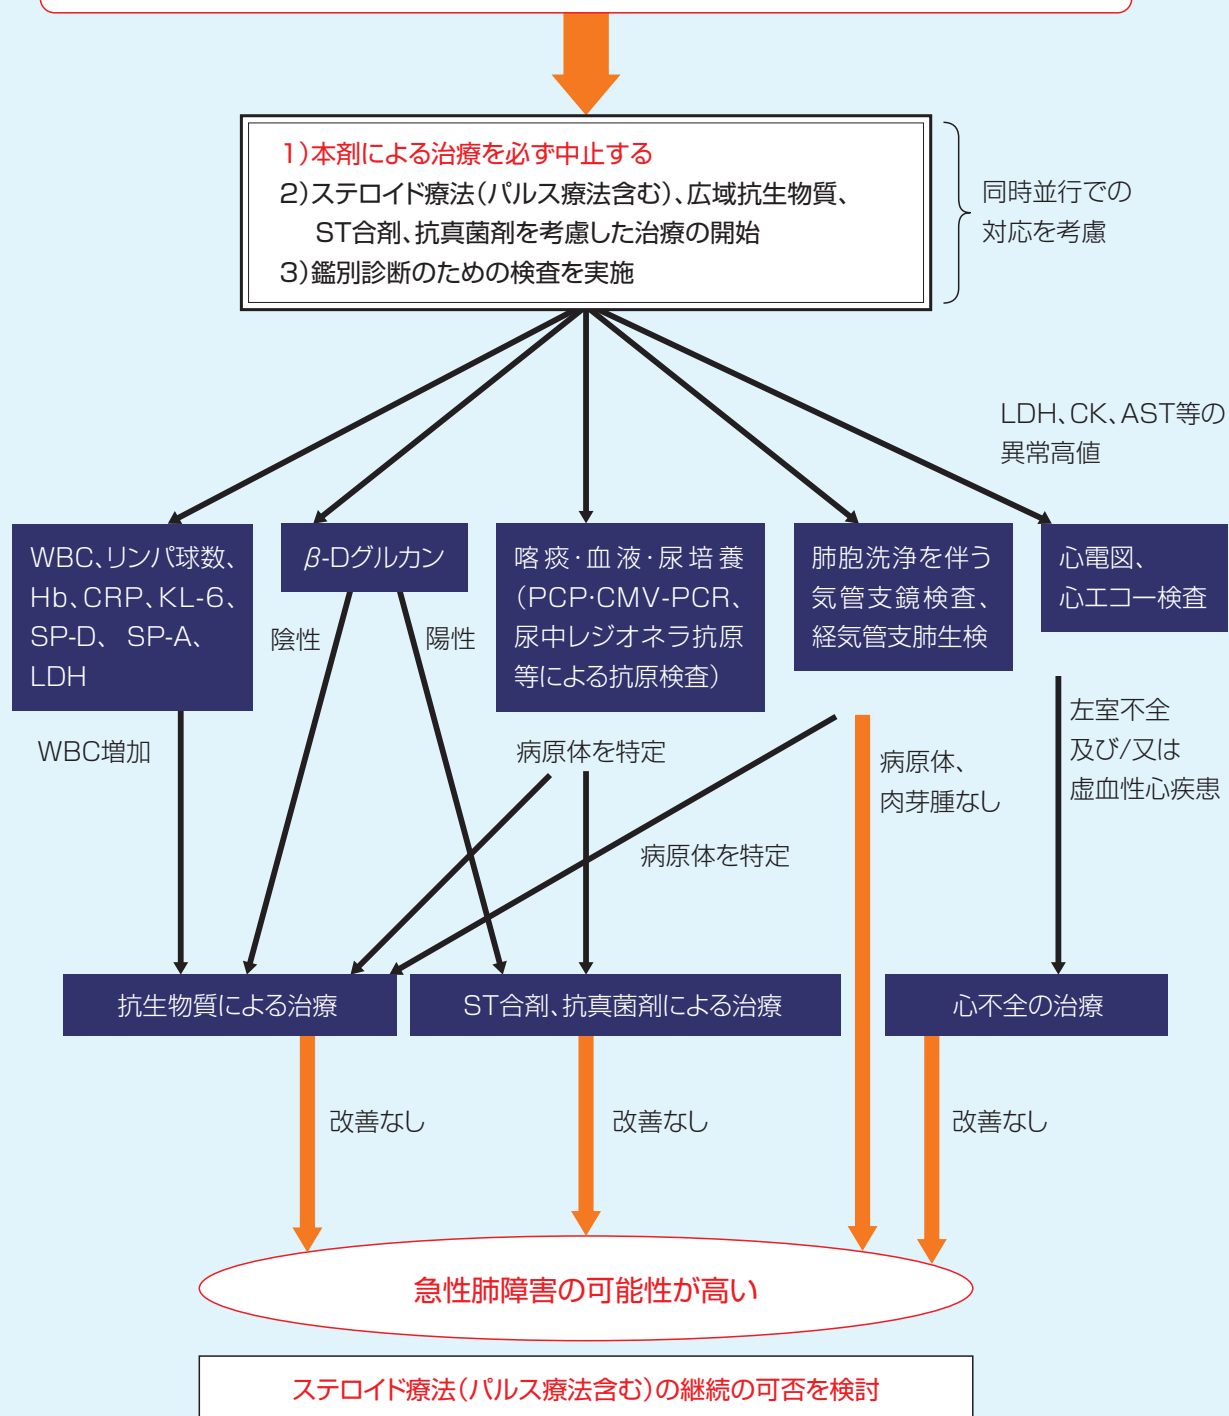 1）本剤による治療を必ず中止する
2）ステロイド療法（パルス療法含む）、広域抗生物質、
ST合剤、抗真菌剤を考慮した治療の開始
3）鑑別診断のための検査を実施
同時並行での
対応を考慮
LDH、CK、AST等の
異常高値
WBC、リンパ球数、
Hb、CRP、KL-6、
SP-D、 SP-A、
LDH
β-Dグルカン
喀痰・血液・尿培養
（PCP・CMV-PCR、
尿中レジオネラ抗原
等による抗原検査）
肺胞洗浄を伴う
気管支鏡検査、
経気管支肺生検
心電図、
心エコー検査
陰性
陽性
WBC増加
病原体を特定
病原体、
肉芽腫なし
左室不全
及び/又は
虚血性心疾患
病原体を特定
抗生物質による治療
ST合剤、抗真菌剤による治療
心不全の治療
改善なし
改善なし
改善なし
急性肺障害の可能性が高い
ステロイド療法（パルス療法含む）の継続の可否を検討